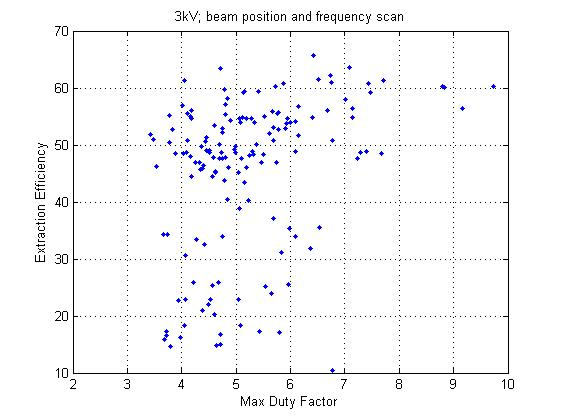 3kV; beam position and frequency scan
70
60
50
40
30
20
10
Extraction Efficiency
2 3 4 5 6 7 8 9 10
Max Duty Factor